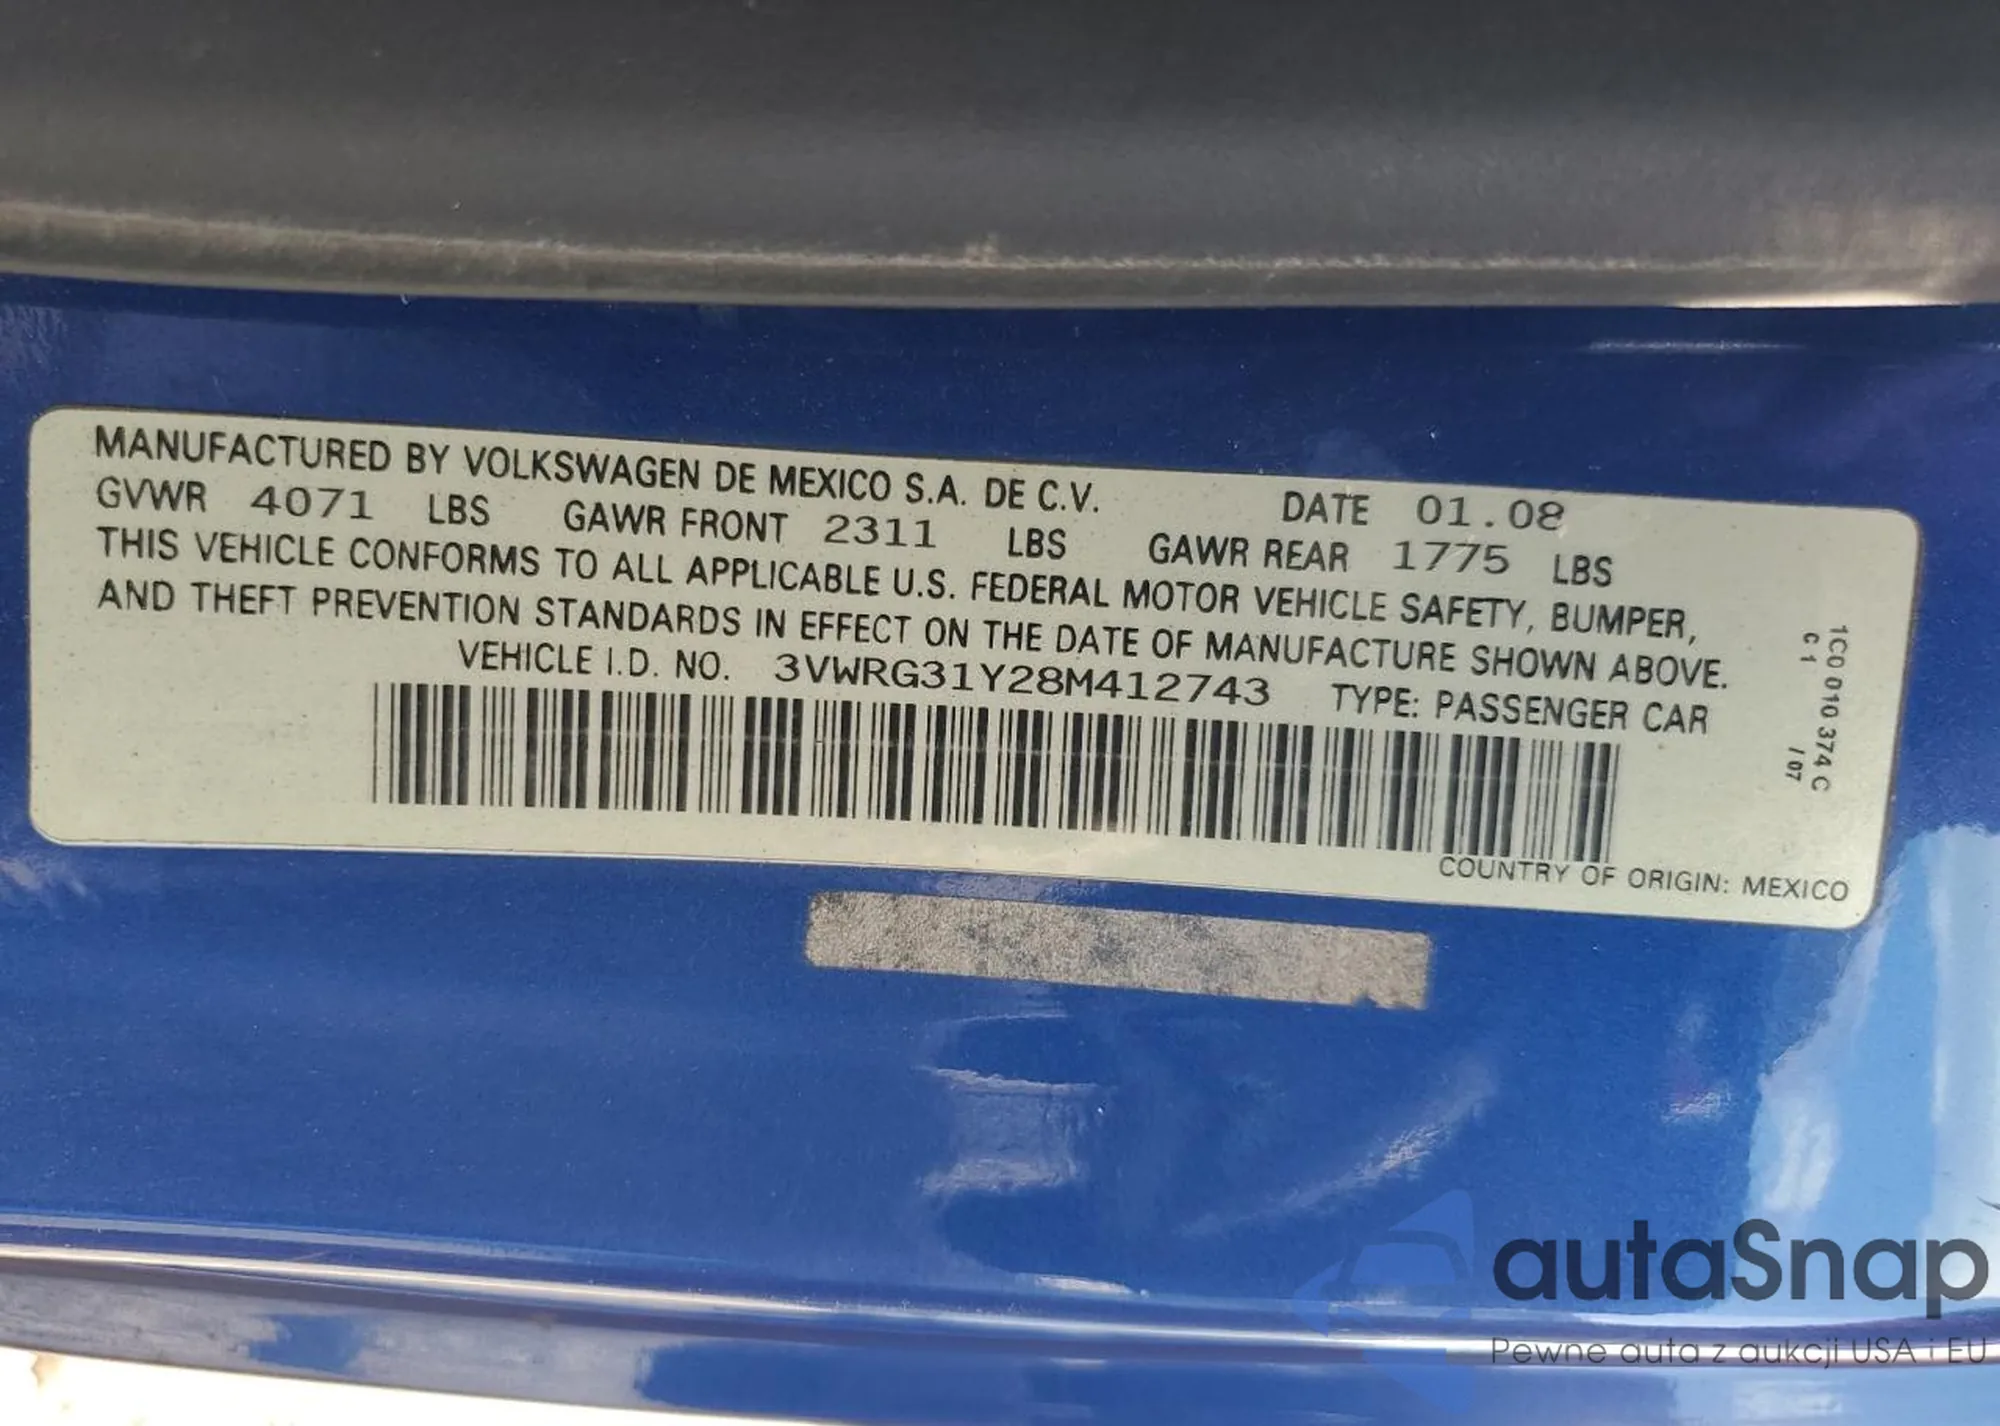 MANUFACTURED BY VOLKSWAGEN DE MEXICO S.A. DE C.V. DATE 01.08
GVWR 4071 LBS GAWR FRONT 2311 LBS GAWR REAR 1775 LBS
THIS VEHICLE CONFORMS TO ALL APPLICABLE U.S. FEDERAL MOTOR VEHICLE SAFETY, BUMPER,
AND THEFT PREVENTION STANDARDS IN EFFECT ON THE DATE OF MANUFACTURE SHOWN ABOVE.
VEHICLE I.D. NO. 3VWRG31Y28M412743 TYPE: PASSENGER CAR
1C0 010 374 C
C 1 / 07
COUNTRY OF ORIGIN: MEXICO
autaSnap
Pewne auta z aukcji USA i EU